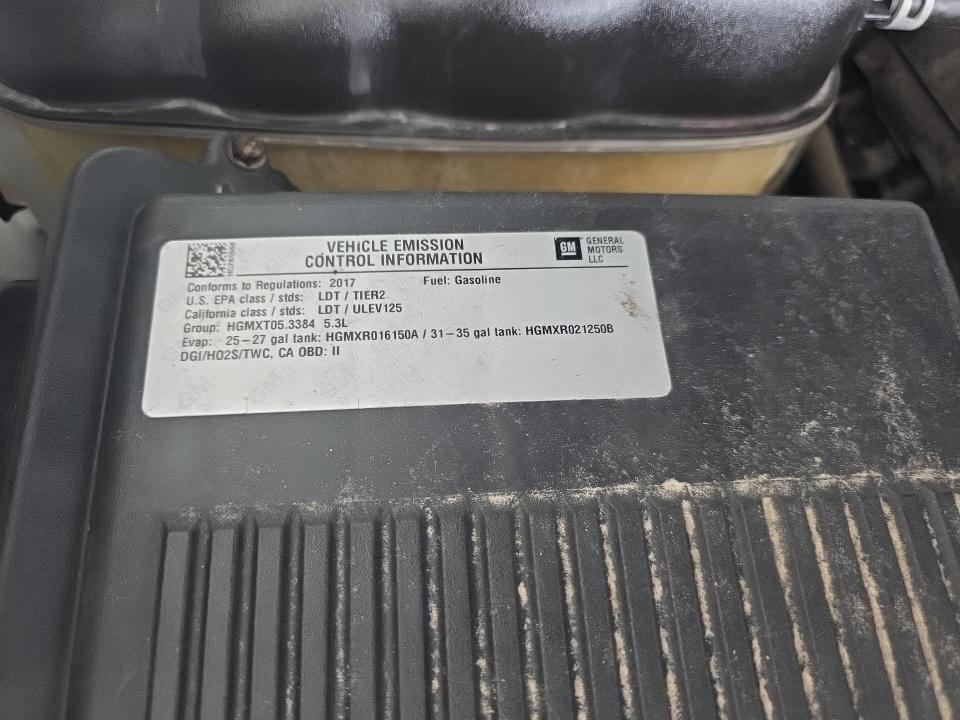 VEHICLE EMISSION
CONTROL INFORMATION
GM GENERAL
MOTORS
LLC
Conforms to Regulations: 2017 Fuel: Gasoline
U.S. EPA class / stds: LDT / TIER2
California class / stds: LDT / ULEV125
Group: HGMXT05.3384 5.3L
Evap: 25-27 gal tank: HGMXR016150A / 31-35 gal tank: HGMXR021250B
DGI/HO2S/TWC, CA OBD: II